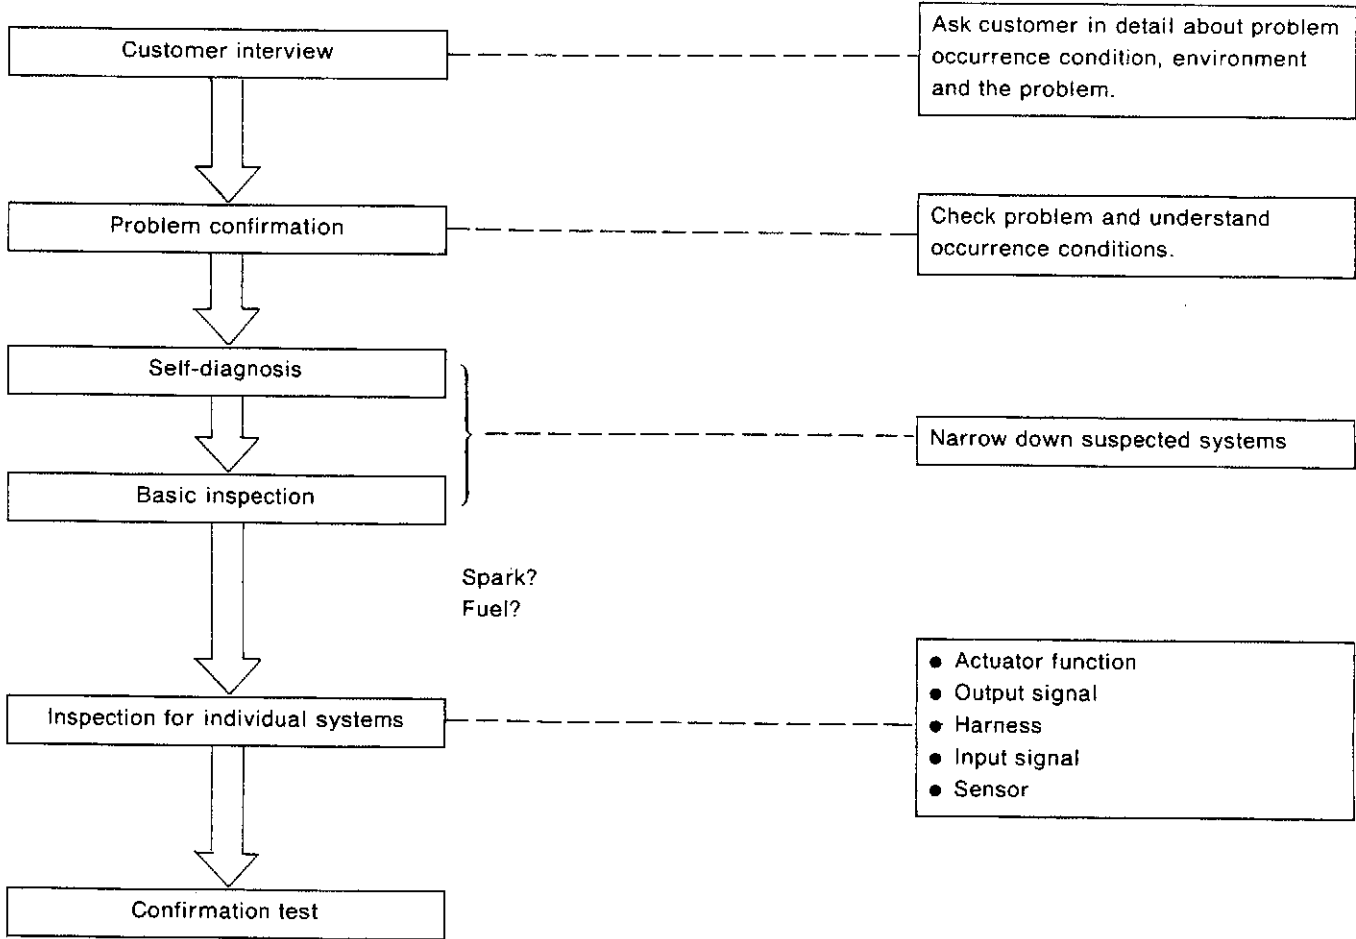 Customer interview
Ask customer in detail about problem
occurrence condition, environment
and the problem.
Problem confirmation
Check problem and understand
occurrence conditions.
Self-diagnosis
Narrow down suspected systems
Basic inspection
Spark?
Fuel?
Inspection for individual systems
● Actuator function
● Output signal
● Harness
● Input signal
● Sensor
Confirmation test